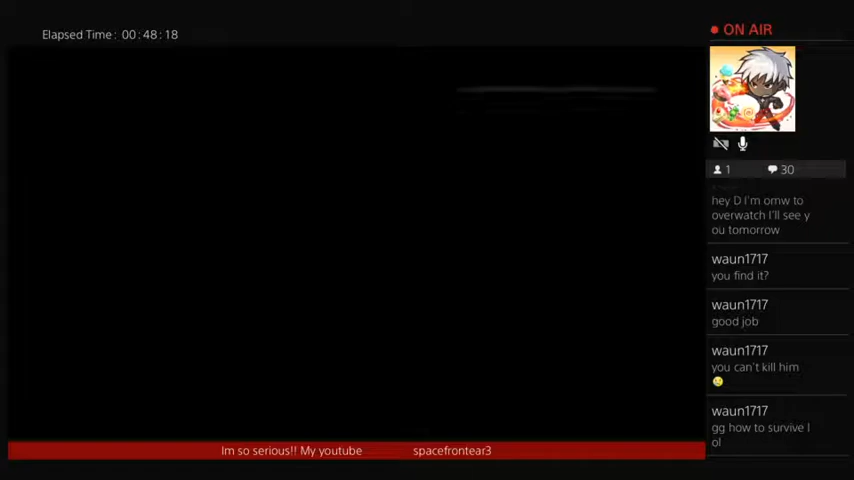 Elapsed Time: 00:48:18
ON AIR
1 30
hey D I'm omw to
overwatch I'll see y
ou tomorrow
waun1717
you find it?
waun1717
good job
waun1717
you can't kill him
waun1717
gg how to survive l
ol
Im so serious!! My youtube spacefrontear3